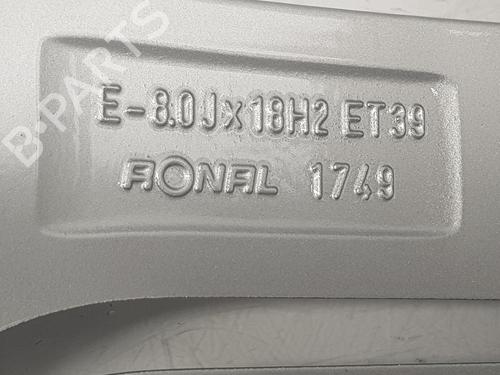 B-PARTS
E-8.0Jx18H2 ET39
RONAL 1749